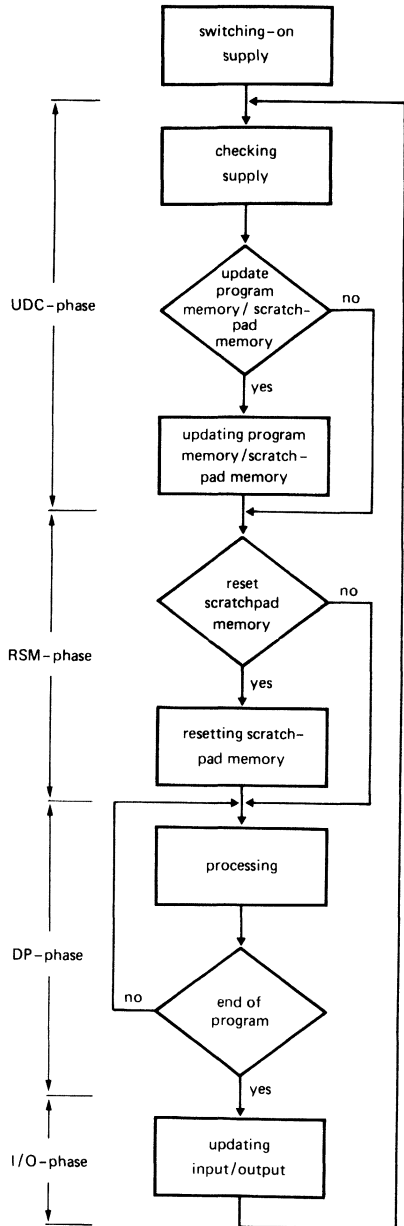 switching-on
supply
checking
supply
update
program
memory / scratch-
pad
memory
no
UDC-phase
yes
updating program
memory/scratch-
pad memory
reset
scratchpad
memory
no
RSM-phase
yes
resetting scratch-
pad memory
processing
DP-phase
no
end of
program
yes
updating
input/output
I/O-phase